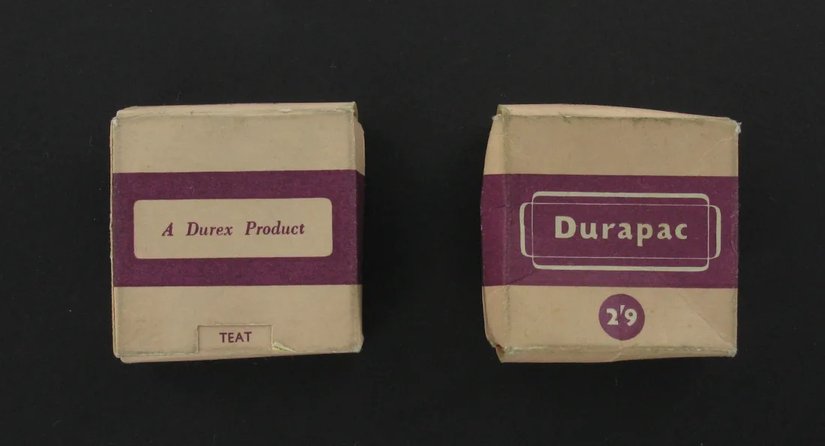 A Durex Product
TEAT
Durapac
2'9